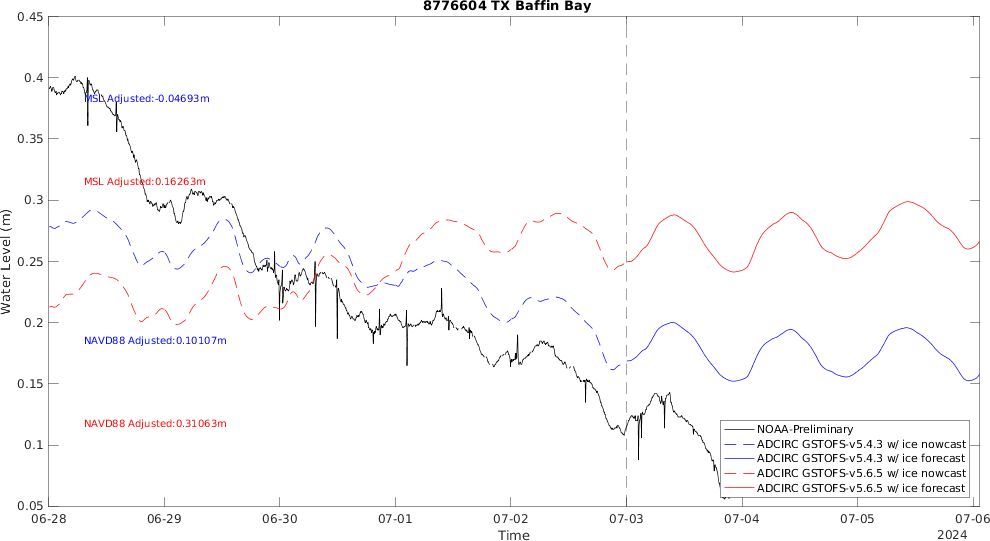 8776604 TX Baffin Bay
0.45
0.4
0.35
0.3
0.25
0.2
0.15
0.1
0.05
Water Level (m)
MSL Adjusted:-0.04693m
MSL Adjusted:0.16263m
NAVD88 Adjusted:0.10107m
NAVD88 Adjusted:0.31063m
NOAA-Preliminary
ADCIRC GSTOFS-v5.4.3 w/ ice nowcast
ADCIRC GSTOFS-v5.4.3 w/ ice forecast
ADCIRC GSTOFS-v5.6.5 w/ ice nowcast
ADCIRC GSTOFS-v5.6.5 w/ ice forecast
06-28 06-29 06-30 07-01 07-02 07-03 07-04 07-05 07-06
Time
2024